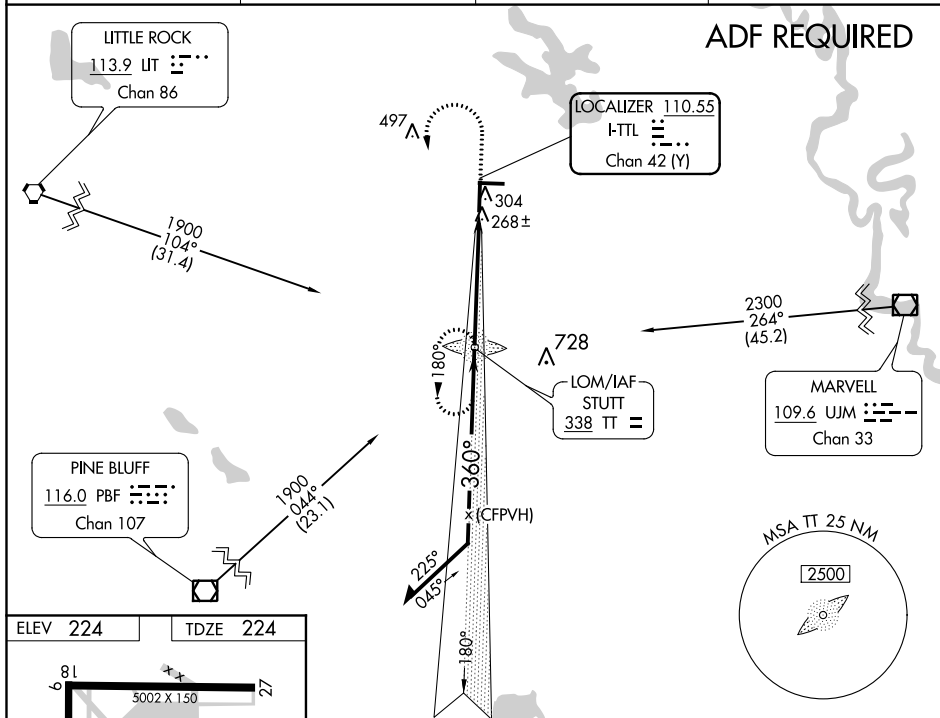 ADF REQUIRED
LITTLE ROCK
113.9 LIT
Chan 86
497
LOCALIZER 110.55
I-TTL
Chan 42 (Y)
304
268±
1900
104°
(31.4)
2300
264°
(45.2)
728
180°
LOM/IAF
STUTT
338 TT
MARVELL
109.6 UJM
Chan 33
PINE BLUFF
116.0 PBF
Chan 107
1900
044°
(23.1)
360°
x (CFPVH)
225°
045°
180°
MSA TT 25 NM
2500
ELEV 224
TDZE 224
18
9
x x
5002 X 150
27